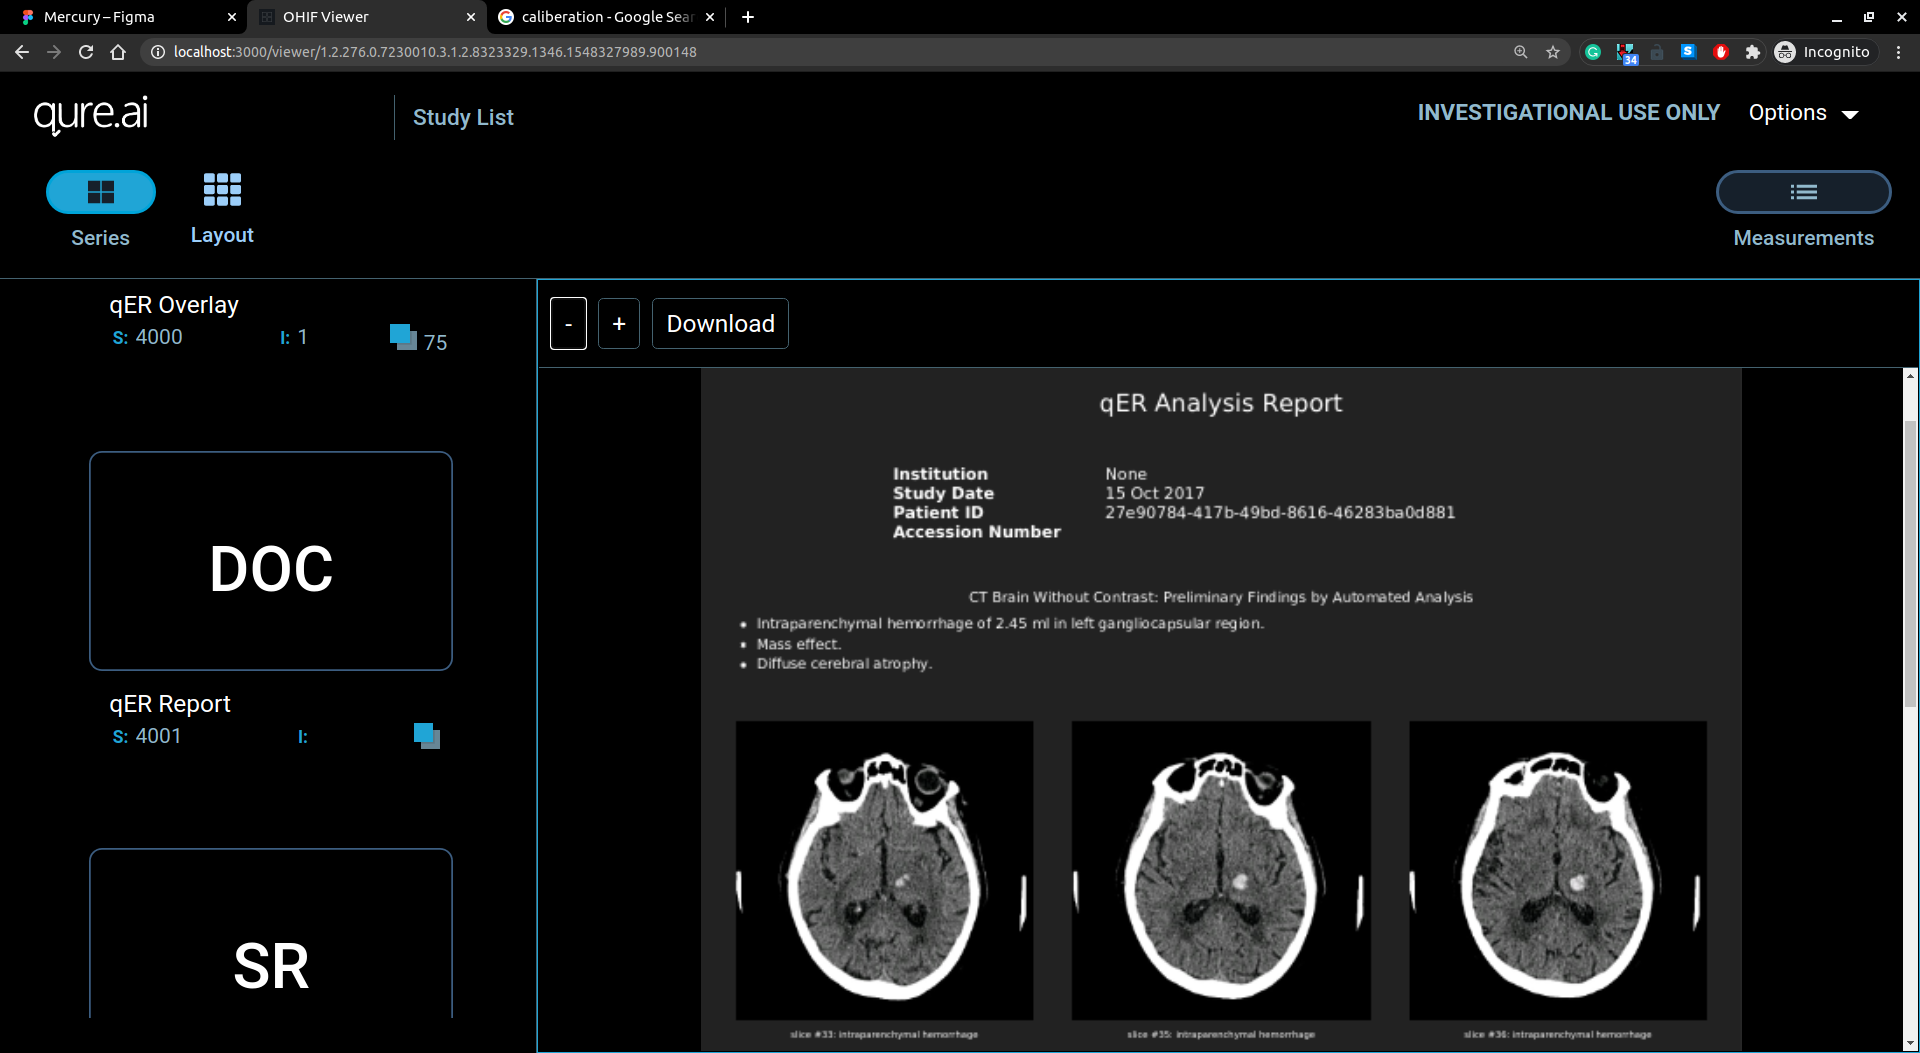 Mercury – Figma
OHIF Viewer
caliberation - Google Sear
localhost:3000/viewer/1.2.276.0.7230010.3.1.2.8323329.1346.1548327989.900148
34
Incognito
qure.ai
Study List
INVESTIGATIONAL USE ONLY
Options
Series
Layout
Measurements
qER Overlay
S: 4000 I: 1 75
DOC
qER Report
S: 4001 I:
SR
- + Download
qER Analysis Report
Institution None
Study Date 15 Oct 2017
Patient ID 27e90784-417b-49bd-8616-46283ba0d881
Accession Number
CT Brain Without Contrast: Preliminary Findings by Automated Analysis
• Intraparenchymal hemorrhage of 2.45 ml in left gangliocapsular region.
• Mass effect.
• Diffuse cerebral atrophy.
slice #33: intraparenchymal hemorrhage
slice #35: intraparenchymal hemorrhage
slice #36: intraparenchymal hemorrhage